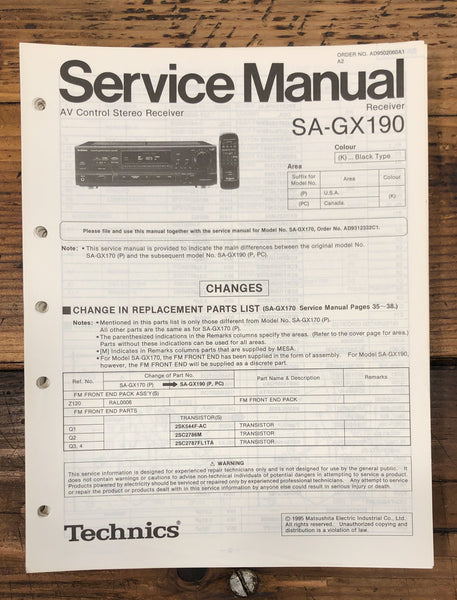 ORDER NO. AD9502060A1
A2
Service Manual
AV Control Stereo Receiver
Receiver
SA-GX190
Colour
(K) ... Black Type
Area
Suffix for Model No. Area Colour
(P) U.S.A. (K)
(PC) Canada.
Please file and use this manual together with the service manual for Model No. SA-GX170, Order No. AD9312333C1.
Note: • This service manual is provided to indicate the main differences between the original model No.
SA-GX170 (P) and the subsequent model No. SA-GX190 (P, PC).
CHANGES
■ CHANGE IN REPLACEMENT PARTS LIST (SA-GX170 Service Manual Pages 35—38.)
Notes: • Mentioned in this parts list is only those different from Model No. SA-GX170 (P).
All other parts are the same as for SA-GX170 (P).
• The parenthesized indications in the Remarks columns specify the areas. (Refer to the cover page for area.)
Parts without these indications can be used for all areas.
• [M] Indicates in Remarks columns parts that are supplied by MESA.
• For Model SA-GX170, the FM FRONT END has been supplied in the form of assembly. For Model SA-GX190,
however, the FM FRONT END will be supplied as a discrete part.
Ref. No. Change of Part No. Part Name & Description Remarks
SA-GX170 (P) ➡ SA-GX190 (P, PC)
FM FRONT END PACK ASS'Y(S)
Z120 RAL0006 FM FRONT END PACK
FM FRONT END PARTS
TRANSISTOR(S)
Q1 2SK544F-AC TRANSISTOR
Q2 2SC2786M TRANSISTOR
Q3, 4 2SC2787FL1TA TRANSISTOR
⚠ WARNING
This service information is designed for experienced repair technicians only and is not designed for use by the general public. It
does not contain warnings or cautions to advise non-technical individuals of potential dangers in attempting to service a product.
Products powered by electricity should be serviced or repaired only by experienced professional technicians. Any attempt to service
or repair the product or products dealt with in this service information by anyone else could result in serious injury or death.
Technics®
© 1995 Matsushita Electric Industrial Co., Ltd.
All rights reserved. Unauthorized copying and
distribution is a violation of law.